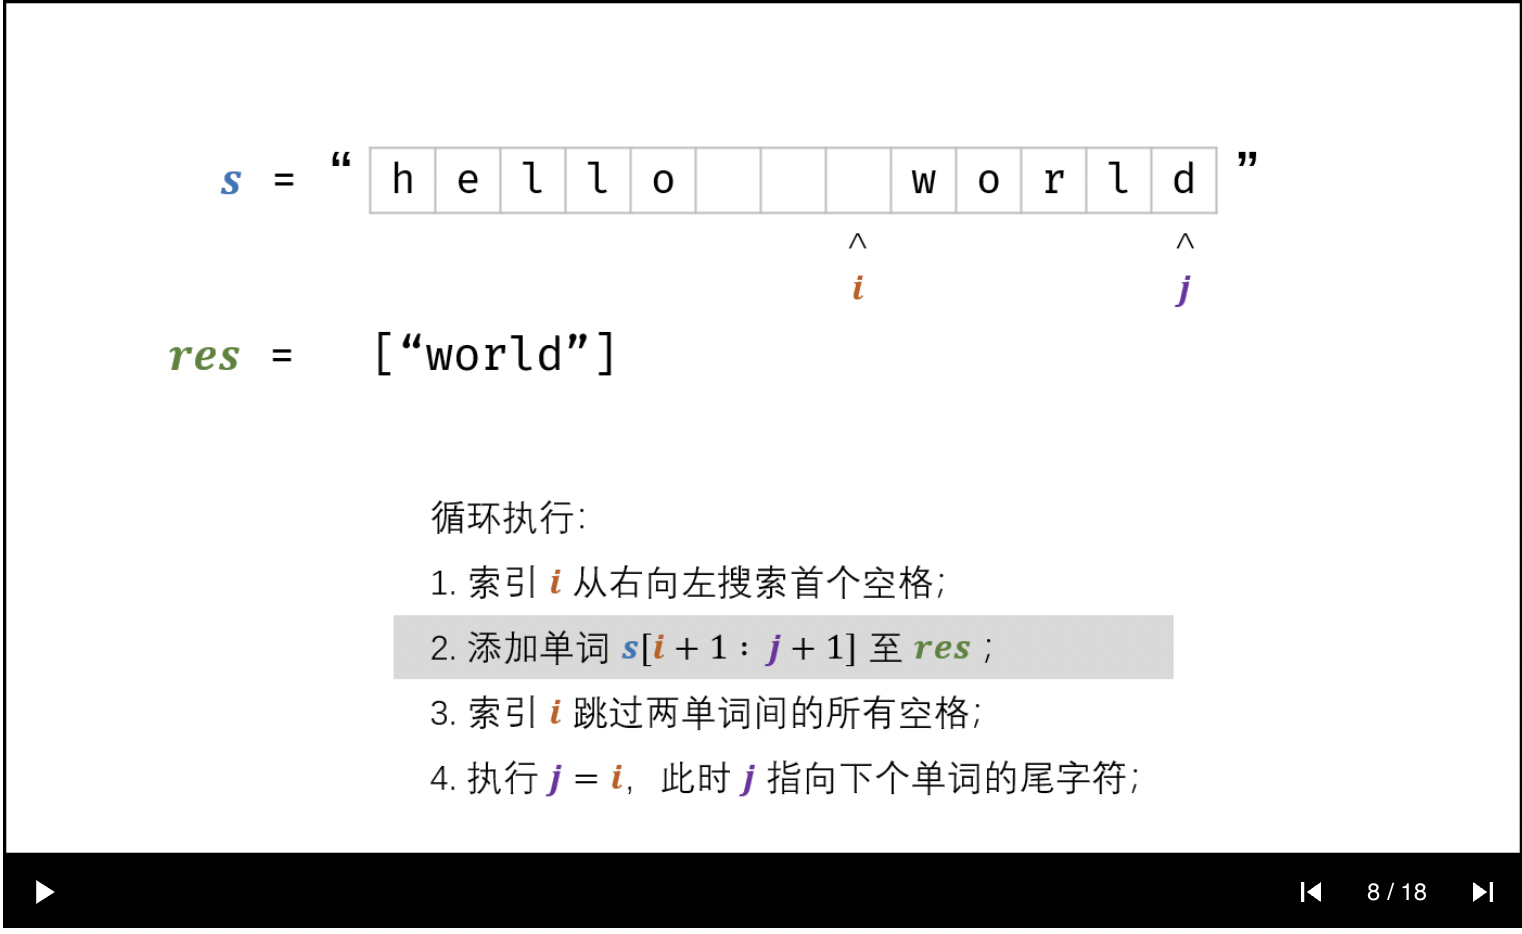 s = “ h e l l o w o r l d ”
^ ^
i j
res = [“world”]
循环执行：
1. 索引 i 从右向左搜索首个空格；
2. 添加单词 s[i + 1 : j + 1] 至 res ；
3. 索引 i 跳过两单词间的所有空格；
4. 执行 j = i，此时 j 指向下个单词的尾字符；
8 / 18